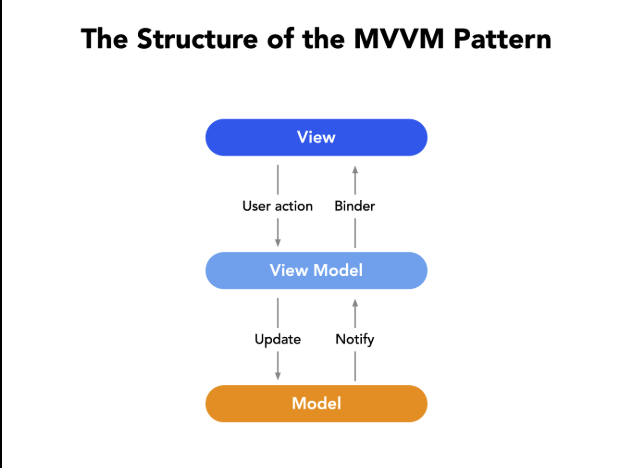 The Structure of the MVVM Pattern
View
User action
Binder
View Model
Update
Notify
Model